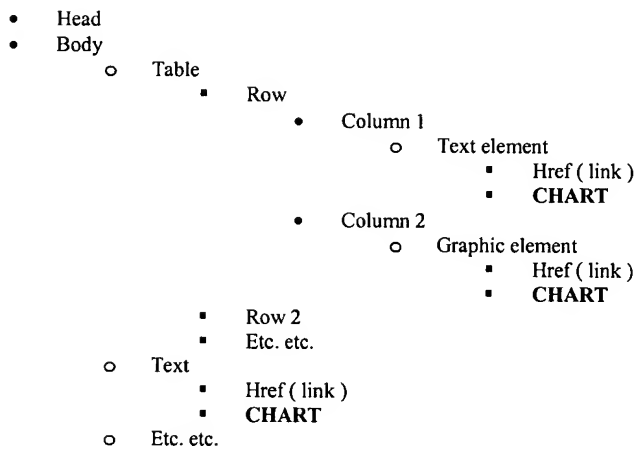 • Head
• Body
o Table
▪ Row
• Column 1
o Text element
▪ Href ( link )
▪ CHART
• Column 2
o Graphic element
▪ Href ( link )
▪ CHART
▪ Row 2
▪ Etc. etc.
o Text
▪ Href ( link )
▪ CHART
o Etc. etc.